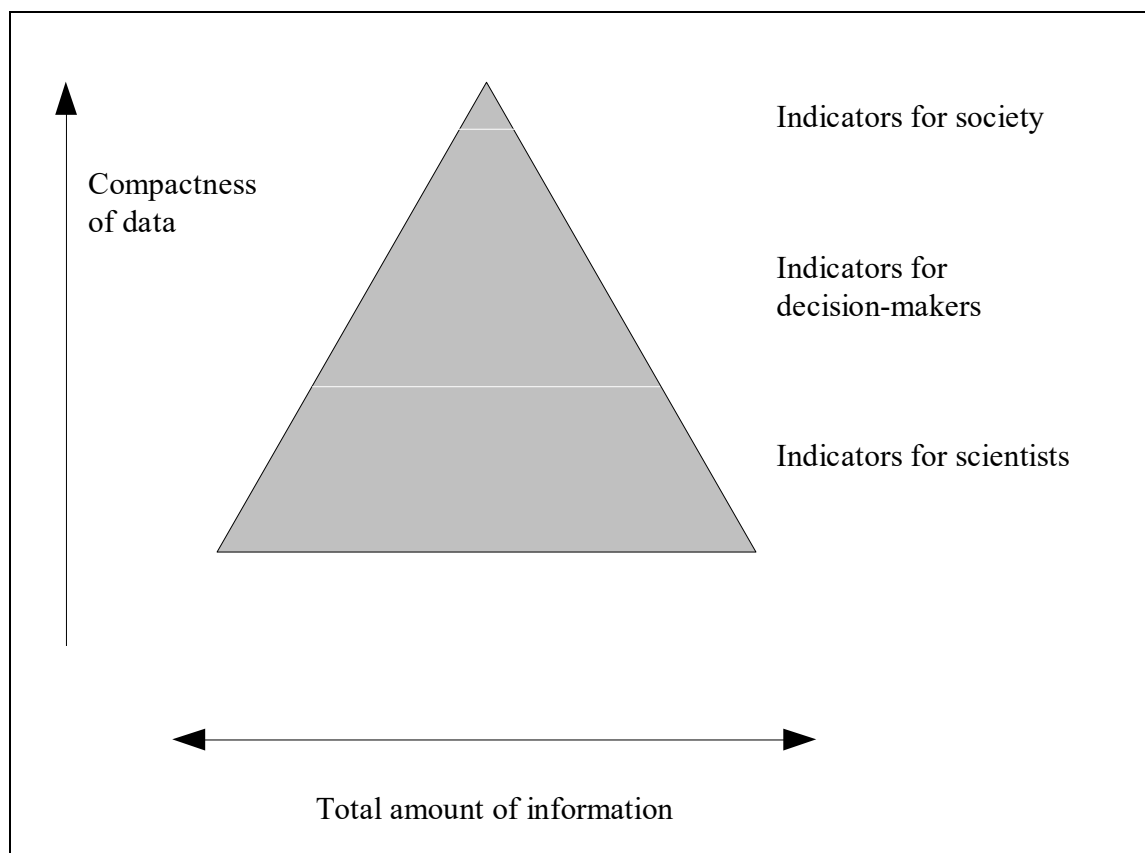 Indicators for society
Compactness
of data
Indicators for
decision-makers
Indicators for scientists
Total amount of information